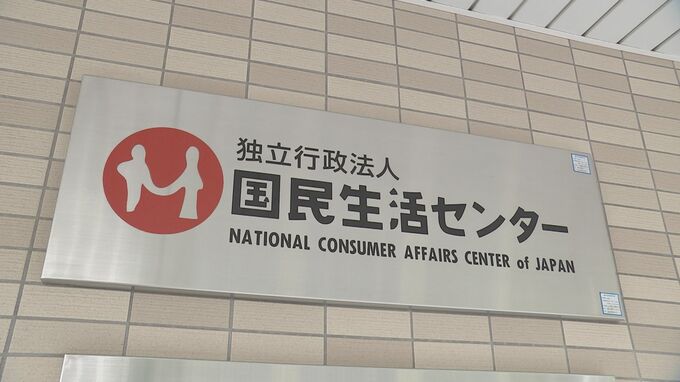 独立行政法人
国民生活センター
NATIONAL CONSUMER AFFAIRS CENTER of JAPAN